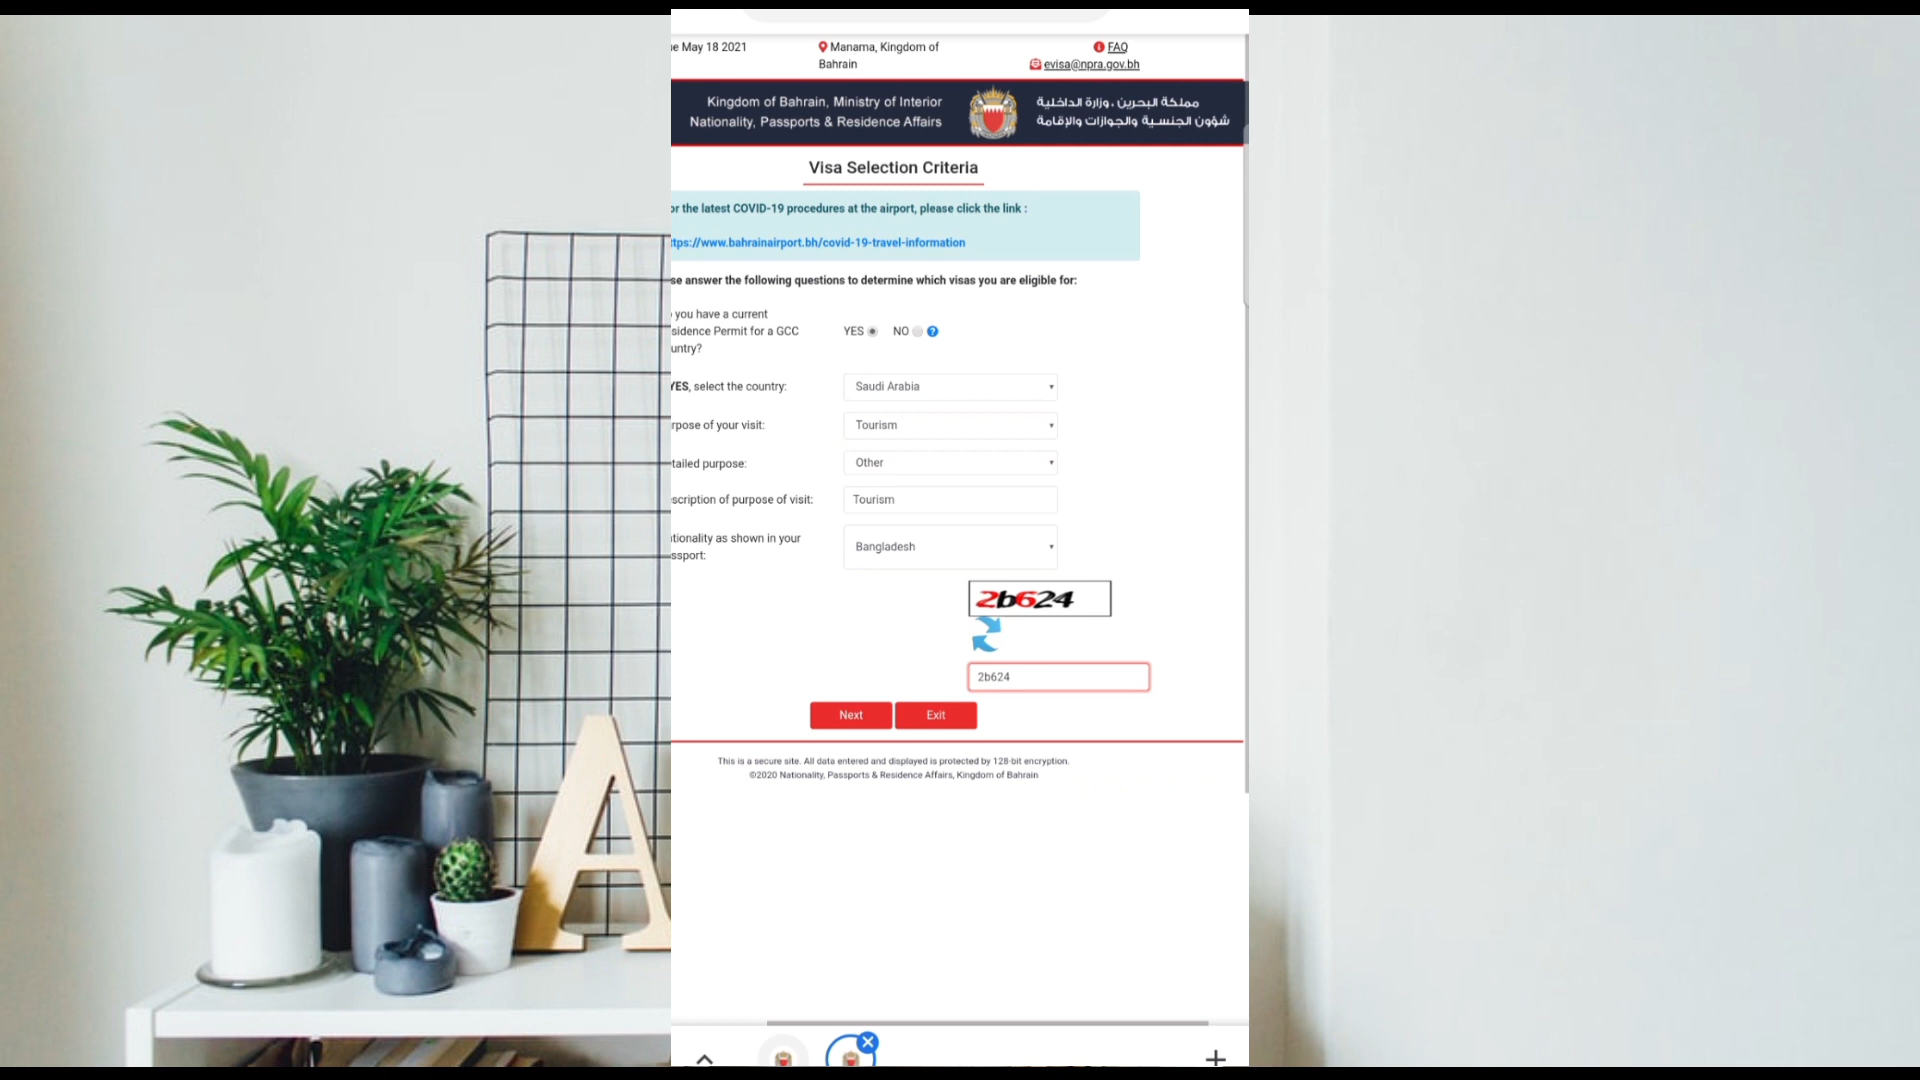 e May 18 2021
Manama, Kingdom of
Bahrain
FAQ
evisa@npra.gov.bh
Kingdom of Bahrain, Ministry of Interior
Nationality, Passports & Residence Affairs
مملكة البحرين ، وزارة الداخلية
شؤون الجنسية والجوازات والإقامة
Visa Selection Criteria
or the latest COVID-19 procedures at the airport, please click the link :
tps://www.bahrainairport.bh/covid-19-travel-information
se answer the following questions to determine which visas you are eligible for:
you have a current
sidence Permit for a GCC
untry?
YES NO ?
YES, select the country:
Saudi Arabia
rpose of your visit:
Tourism
tailed purpose:
Other
scription of purpose of visit:
Tourism
tionality as shown in your
ssport:
Bangladesh
2b624
2b624
Next
Exit
This is a secure site. All data entered and displayed is protected by 128-bit encryption.
©2020 Nationality, Passports & Residence Affairs, Kingdom of Bahrain
A